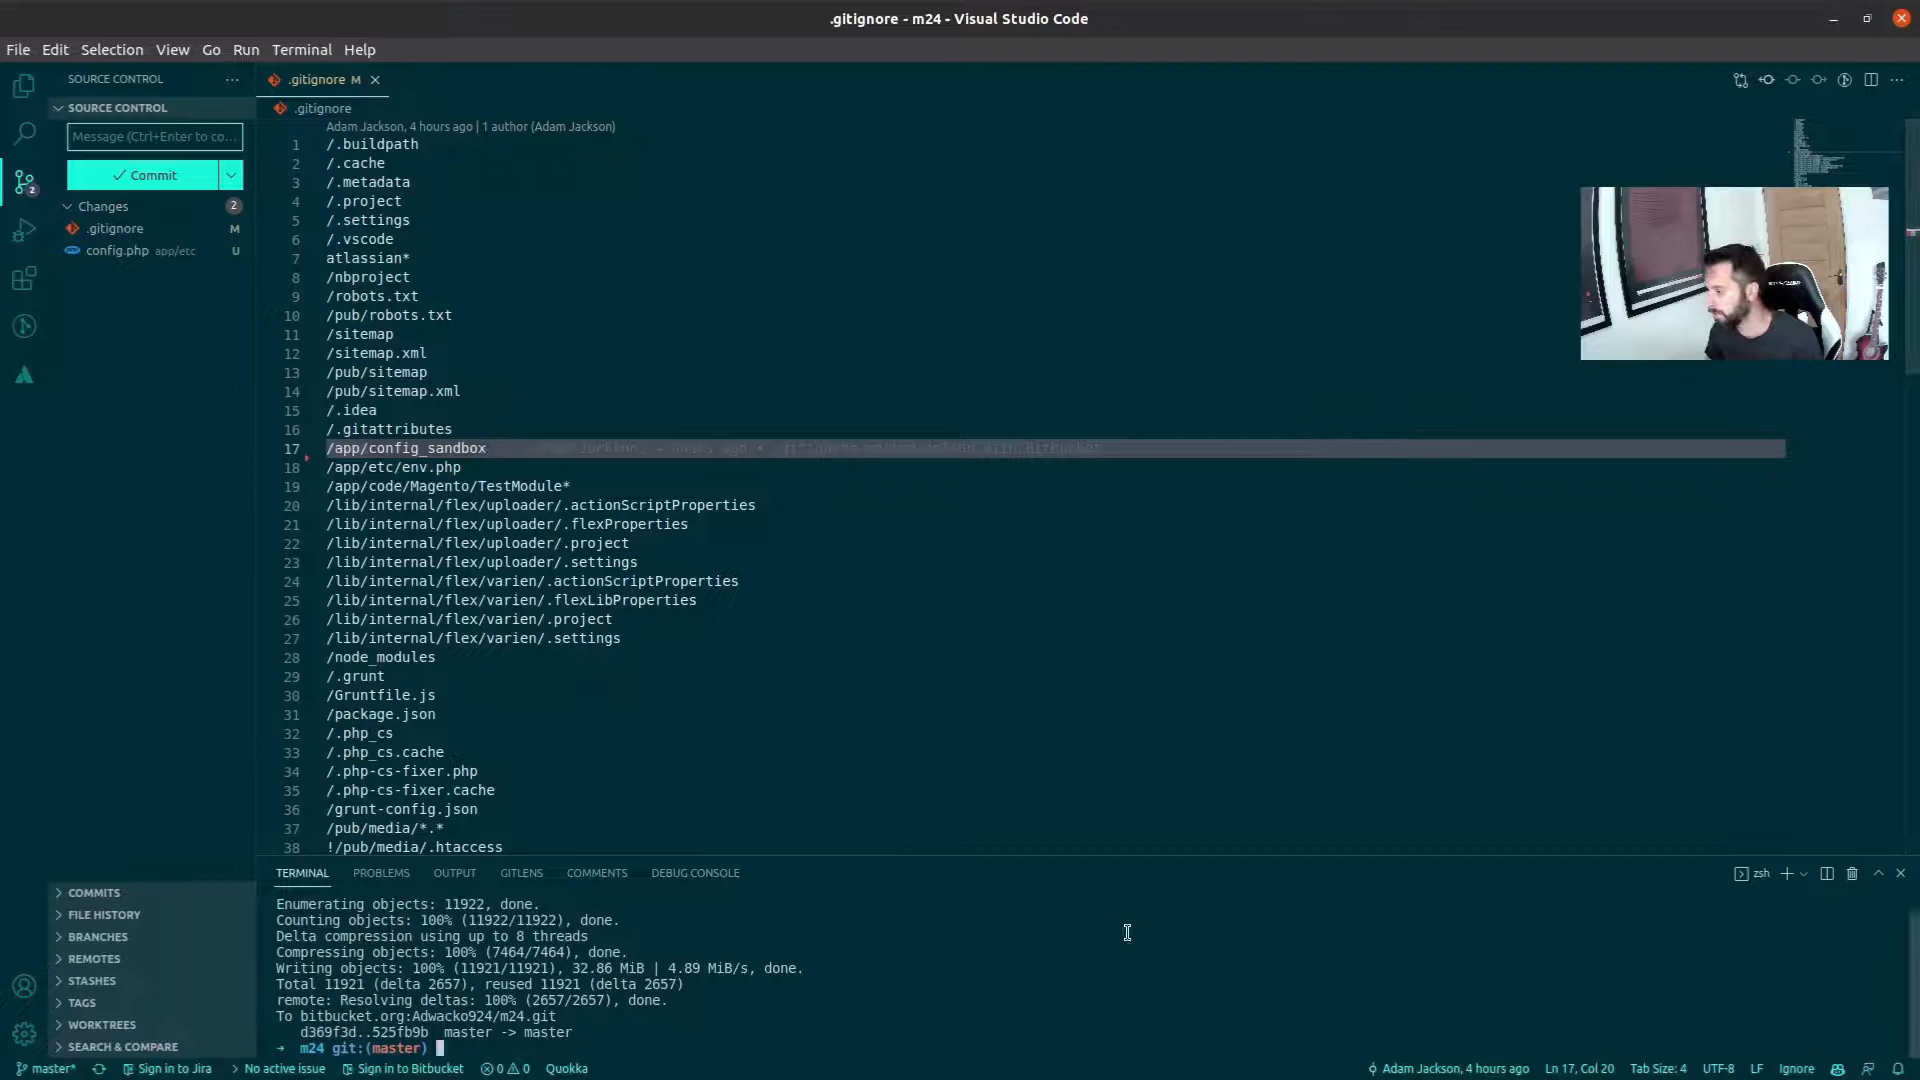 .gitignore - m24 - Visual Studio Code
File Edit Selection View Go Run Terminal Help
SOURCE CONTROL
SOURCE CONTROL
Message (Ctrl+Enter to co...
Commit
Changes 2
.gitignore M
config.php app/etc U
2
.gitignore M
.gitignore
Adam Jackson, 4 hours ago | 1 author (Adam Jackson)
1 /.buildpath
2 /.cache
3 /.metadata
4 /.project
5 /.settings
6 /.vscode
7 atlassian*
8 /nbproject
9 /robots.txt
10 /pub/robots.txt
11 /sitemap
12 /sitemap.xml
13 /pub/sitemap
14 /pub/sitemap.xml
15 /.idea
16 /.gitattributes
17 /app/config_sandbox
18 /app/etc/env.php
19 /app/code/Magento/TestModule*
20 /lib/internal/flex/uploader/.actionScriptProperties
21 /lib/internal/flex/uploader/.flexProperties
22 /lib/internal/flex/uploader/.project
23 /lib/internal/flex/uploader/.settings
24 /lib/internal/flex/varien/.actionScriptProperties
25 /lib/internal/flex/varien/.flexLibProperties
26 /lib/internal/flex/varien/.project
27 /lib/internal/flex/varien/.settings
28 /node_modules
29 /.grunt
30 /Gruntfile.js
31 /package.json
32 /.php_cs
33 /.php_cs.cache
34 /.php-cs-fixer.php
35 /.php-cs-fixer.cache
36 /grunt-config.json
37 /pub/media/*.*
38 !/pub/media/.htaccess
COMMITS
FILE HISTORY
BRANCHES
REMOTES
STASHES
TAGS
WORKTREES
SEARCH & COMPARE
TERMINAL PROBLEMS OUTPUT GITLENS COMMENTS DEBUG CONSOLE
zsh
Enumerating objects: 11922, done.
Counting objects: 100% (11922/11922), done.
Delta compression using up to 8 threads
Compressing objects: 100% (7464/7464), done.
Writing objects: 100% (11921/11921), 32.86 MiB | 4.89 MiB/s, done.
Total 11921 (delta 2657), reused 11921 (delta 2657)
remote: Resolving deltas: 100% (2657/2657), done.
To bitbucket.org:Adwacko924/m24.git
d369f3d..525fb9b master -> master
→ m24 git:(master)
master* Sign in to Jira No active issue Sign in to Bitbucket 0 0 Quokka Adam Jackson, 4 hours ago Ln 17, Col 20 Tab Size: 4 UTF-8 LF Ignore